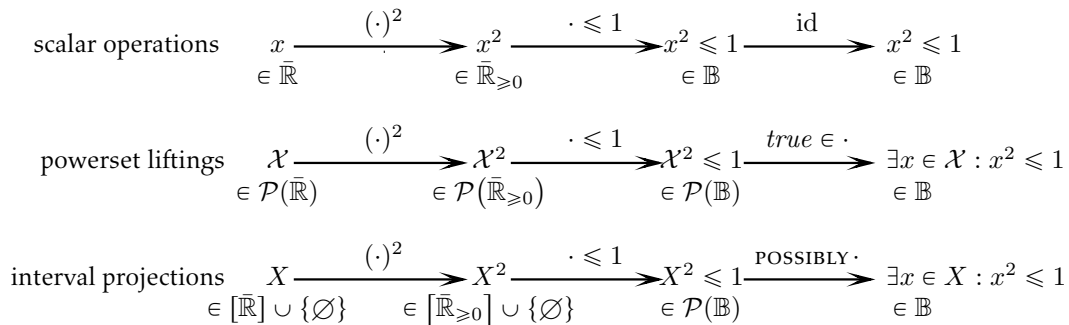 (·)² · ⩽ 1 id
scalar operations x x² x² ⩽ 1 x² ⩽ 1
∈ ℝ̄ ∈ ℝ̄⩾0 ∈ 𝔹 ∈ 𝔹
(·)² · ⩽ 1 true ∈ ·
powerset liftings 𝒳 𝒳² 𝒳² ⩽ 1 ∃x ∈ 𝒳 : x² ⩽ 1
∈ 𝒫(ℝ̄) ∈ 𝒫(ℝ̄⩾0) ∈ 𝒫(𝔹) ∈ 𝔹
(·)² · ⩽ 1 POSSIBLY ·
interval projections X X² X² ⩽ 1 ∃x ∈ X : x² ⩽ 1
∈ [ℝ̄] ∪ {∅} ∈ [ℝ̄⩾0] ∪ {∅} ∈ 𝒫(𝔹) ∈ 𝔹